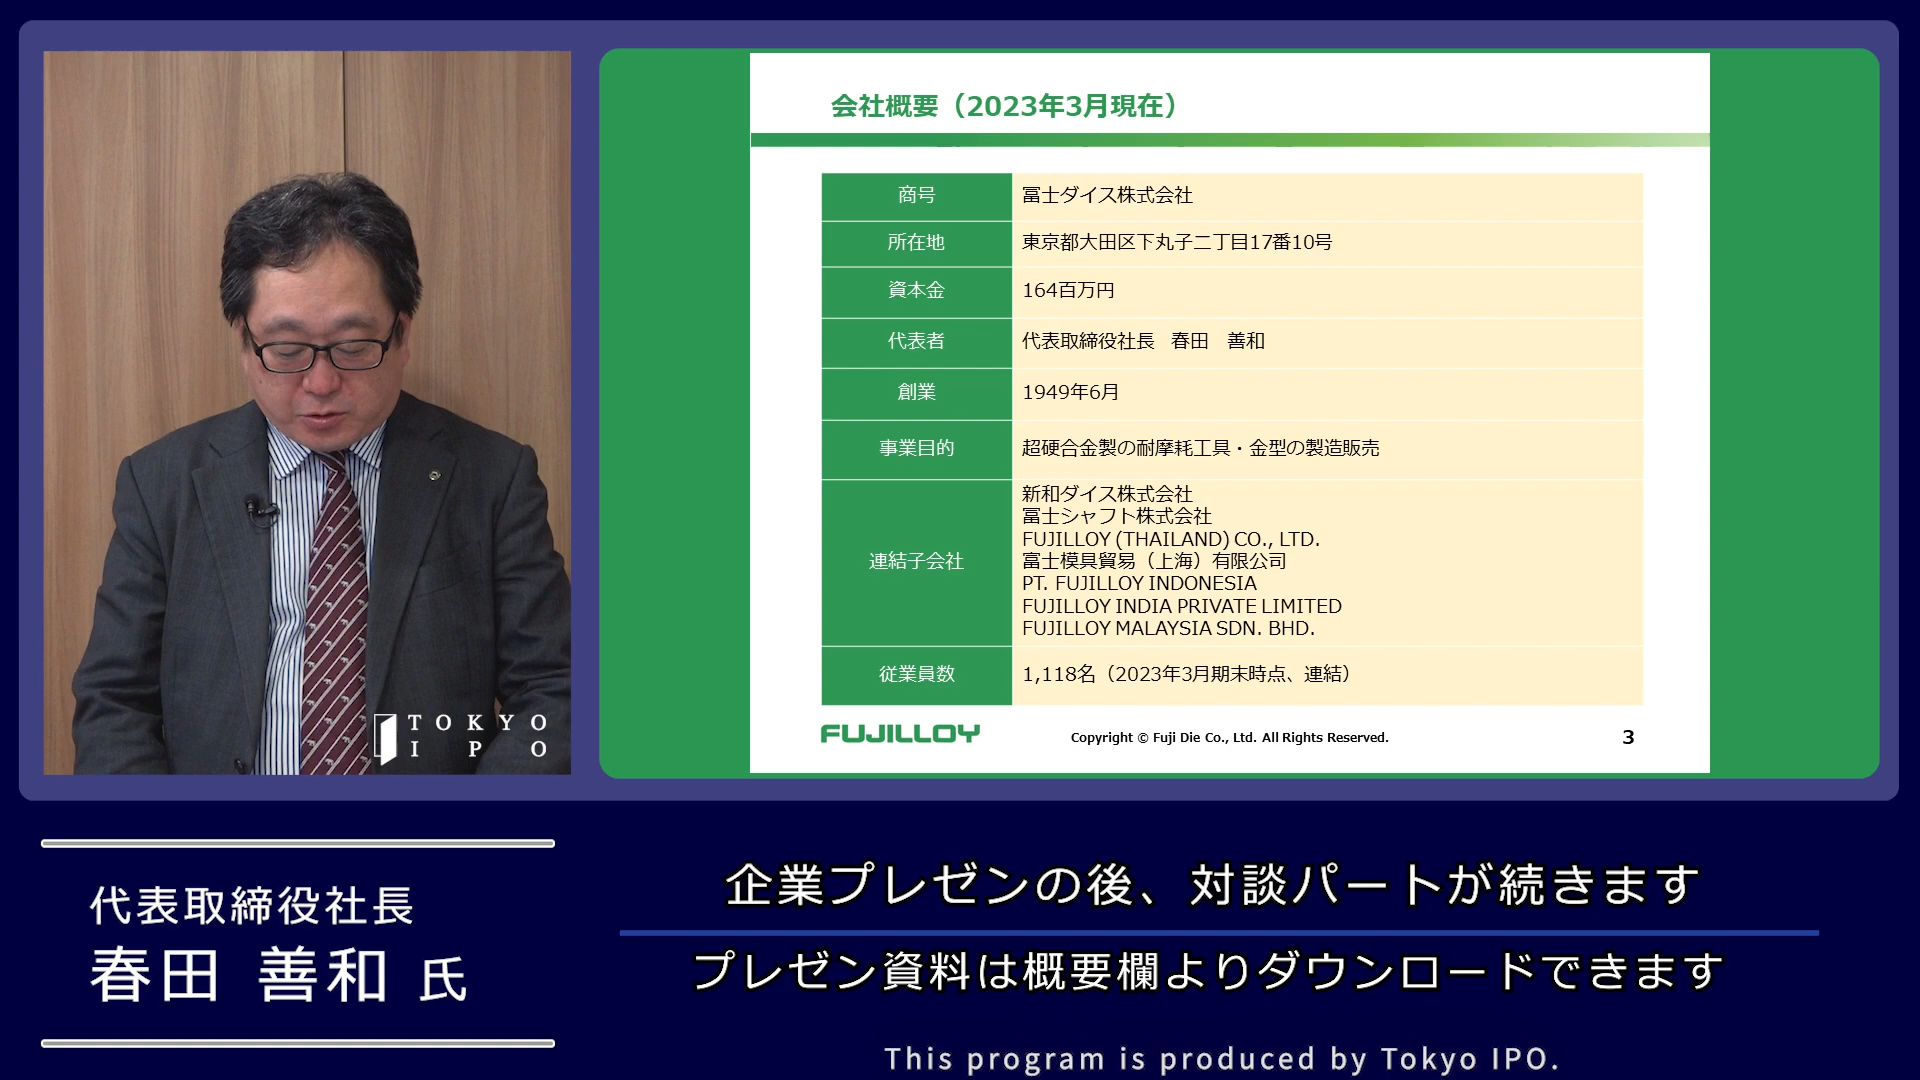 会社概要（2023年3月現在）
商号 冨士ダイス株式会社
所在地 東京都大田区下丸子二丁目17番10号
資本金 164百万円
代表者 代表取締役社長 春田 善和
創業 1949年6月
事業目的 超硬合金製の耐摩耗工具・金型の製造販売
連結子会社
新和ダイス株式会社
冨士シャフト株式会社
FUJILLOY (THAILAND) CO., LTD.
富士模具貿易（上海）有限公司
PT. FUJILLOY INDONESIA
FUJILLOY INDIA PRIVATE LIMITED
FUJILLOY MALAYSIA SDN. BHD.
従業員数 1,118名（2023年3月期末時点、連結）
FUJILLOY Copyright © Fuji Die Co., Ltd. All Rights Reserved. 3
TOKYO
IPO
代表取締役社長
春田 善和 氏
企業プレゼンの後、対談パートが続きます
プレゼン資料は概要欄よりダウンロードできます
This program is produced by Tokyo IPO.